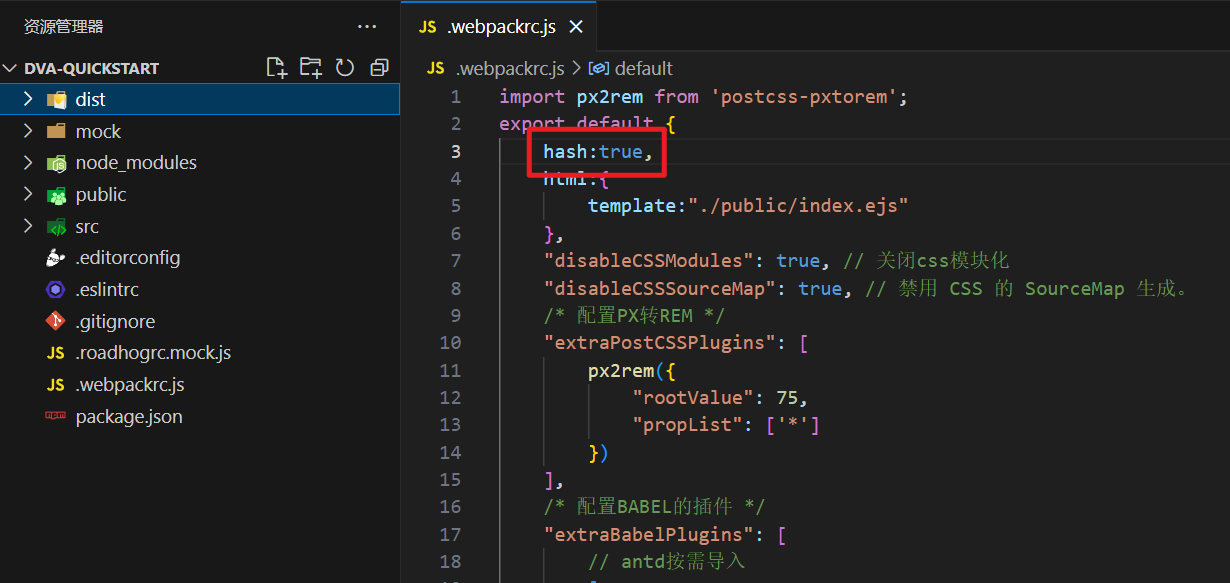 资源管理器
DVA-QUICKSTART
dist
mock
node_modules
public
src
.editorconfig
.eslintrc
.gitignore
JS .roadhogrc.mock.js
JS .webpackrc.js
package.json
JS .webpackrc.js
JS .webpackrc.js > default
1 import px2rem from 'postcss-pxtorem';
2 export default {
3 hash:true,
4 html:{
5 template:"./public/index.ejs"
6 },
7 "disableCSSModules": true, // 关闭css模块化
8 "disableCSSSourceMap": true, // 禁用 CSS 的 SourceMap 生成。
9 /* 配置PX转REM */
10 "extraPostCSSPlugins": [
11 px2rem({
12 "rootValue": 75,
13 "propList": ['*']
14 })
15 ],
16 /* 配置BABEL的插件 */
17 "extraBabelPlugins": [
18 // antd按需导入